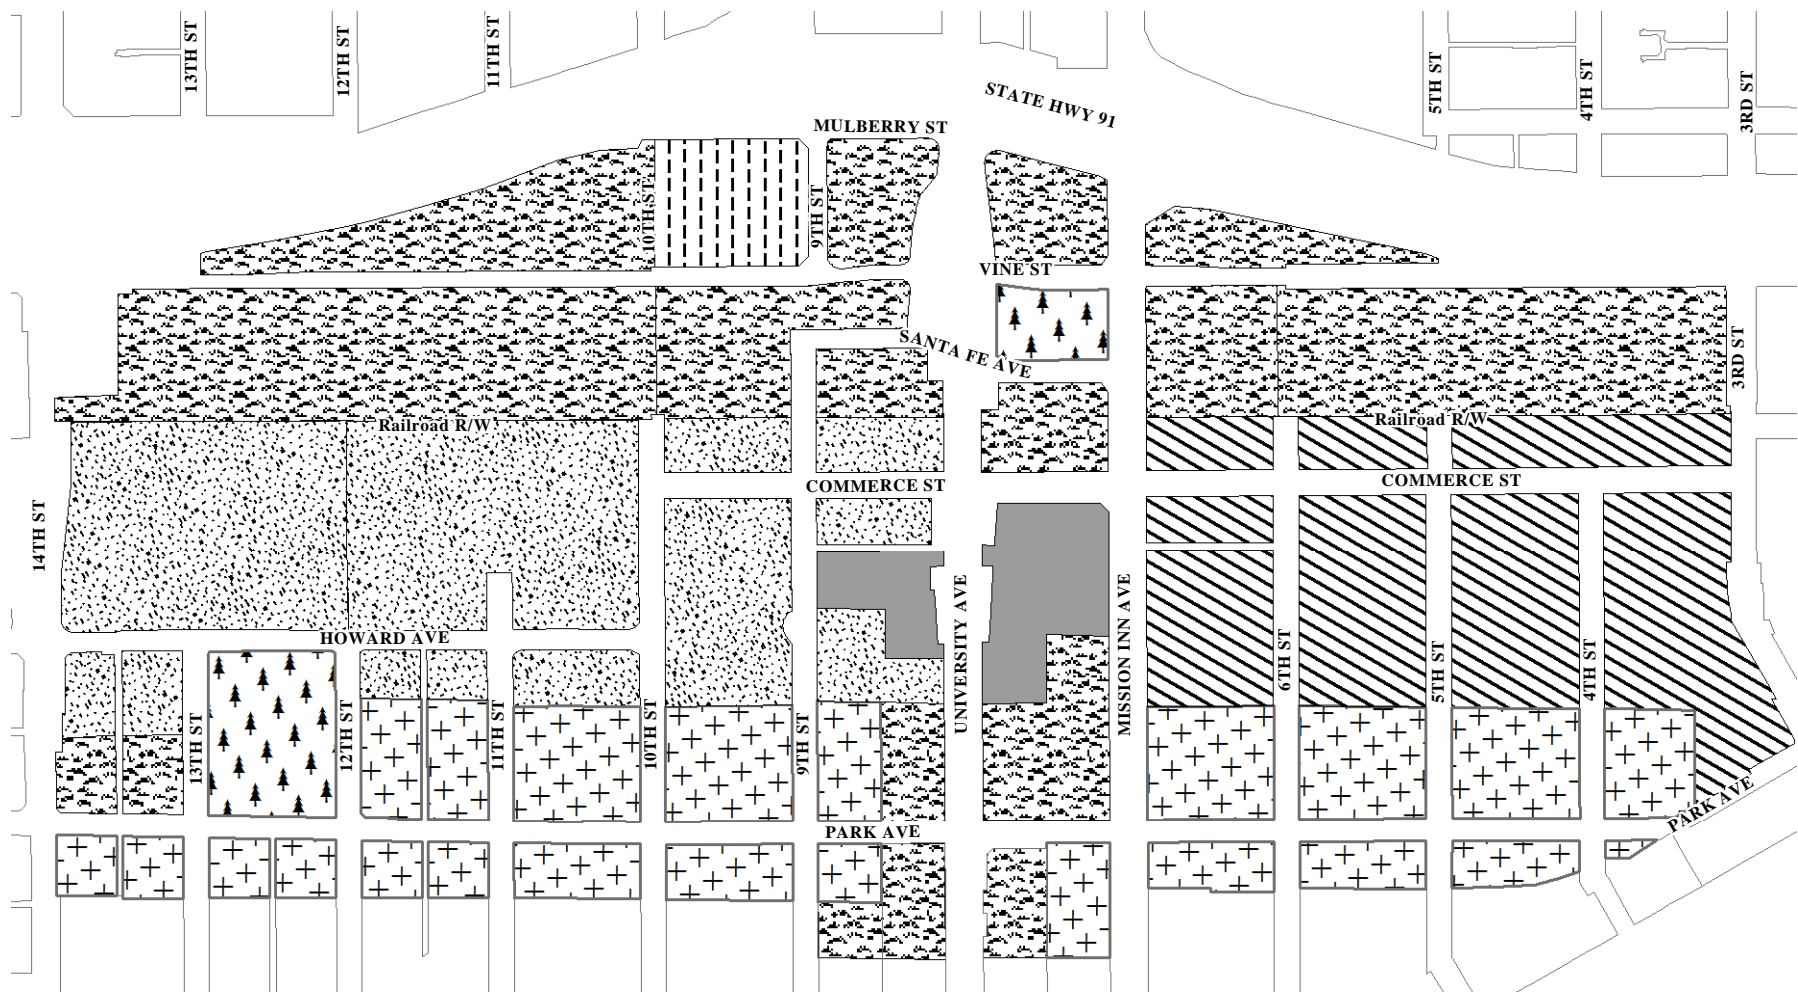 13TH ST
12TH ST
11TH ST
5TH ST
4TH ST
3RD ST
STATE HWY 91
MULBERRY ST
10TH ST
9TH ST
VINE ST
SANTA FE AVE
3RD ST
Railroad R/W
Railroad R/W
COMMERCE ST
COMMERCE ST
14TH ST
UNIVERSITY AVE
MISSION INN AVE
HOWARD AVE
6TH ST
5TH ST
4TH ST
13TH ST
12TH ST
11TH ST
10TH ST
9TH ST
PARK AVE
PARK AVE